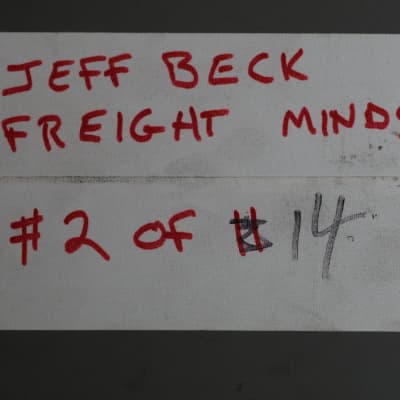 JEFF BECK
FREIGHT MINDS
#2 OF 14